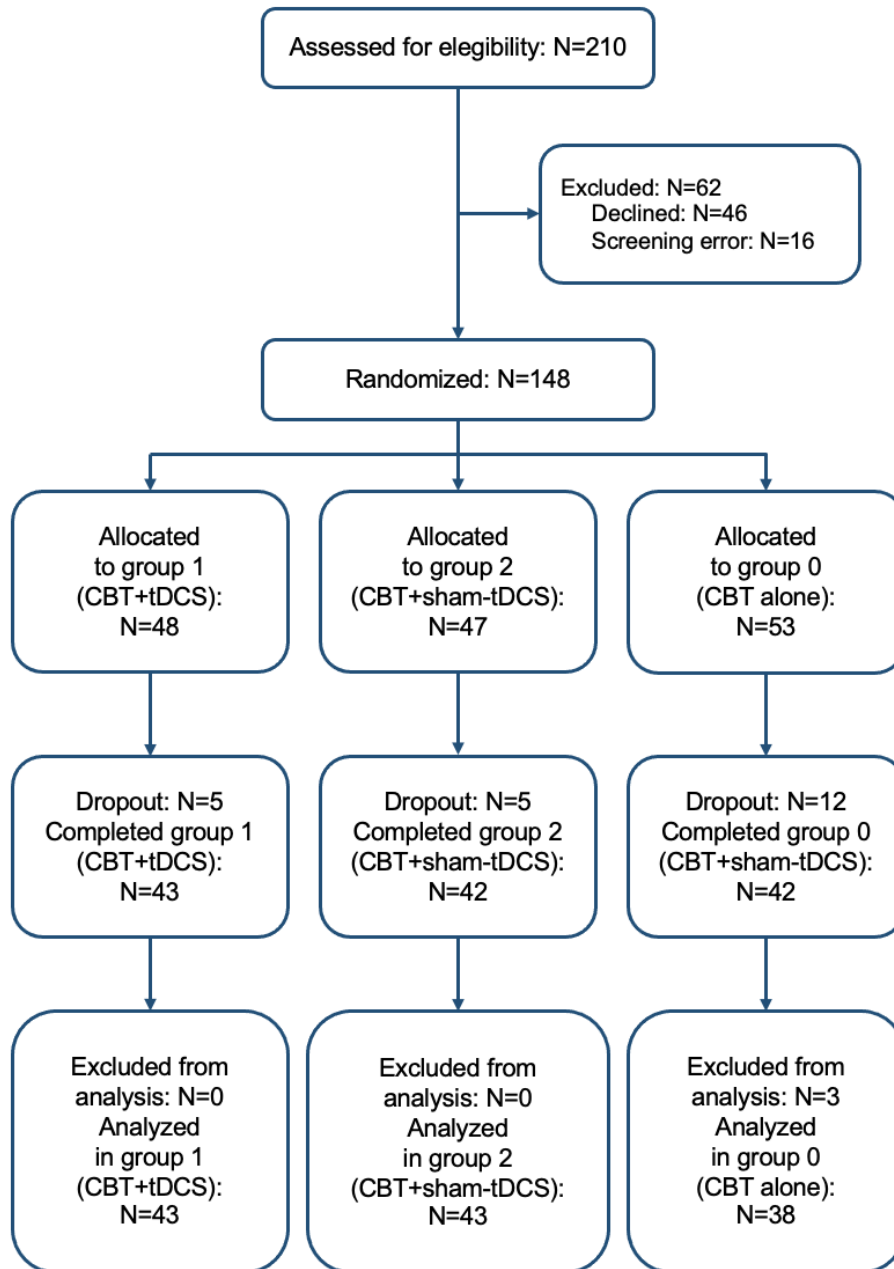 Assessed for elegibility: N=210
Excluded: N=62
Declined: N=46
Screening error: N=16
Randomized: N=148
Allocated
to group 1
(CBT+tDCS):
N=48
Allocated
to group 2
(CBT+sham-tDCS):
N=47
Allocated
to group 0
(CBT alone):
N=53
Dropout: N=5
Completed group 1
(CBT+tDCS):
N=43
Dropout: N=5
Completed group 2
(CBT+sham-tDCS):
N=42
Dropout: N=12
Completed group 0
(CBT+sham-tDCS):
N=42
Excluded from
analysis: N=0
Analyzed
in group 1
(CBT+tDCS):
N=43
Excluded from
analysis: N=0
Analyzed
in group 2
(CBT+sham-tDCS):
N=43
Excluded from
analysis: N=3
Analyzed
in group 0
(CBT alone):
N=38